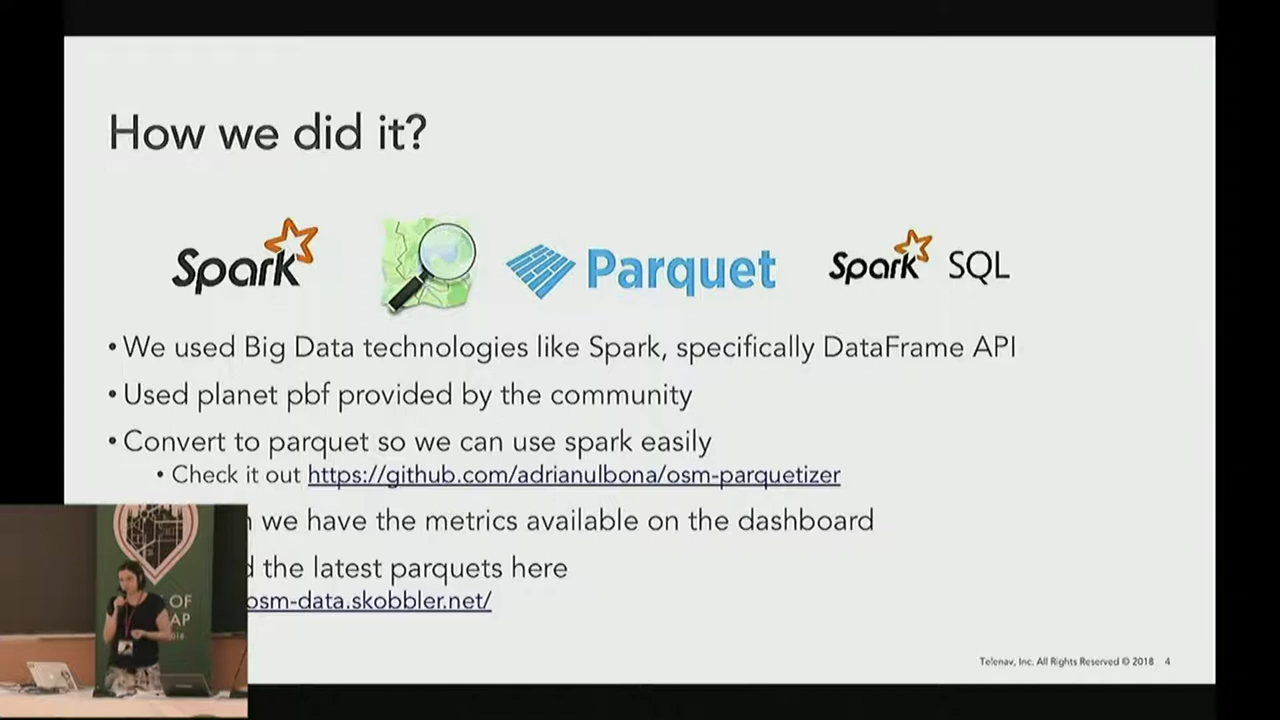 How we did it?
Spark
Parquet
Spark SQL
• We used Big Data technologies like Spark, specifically DataFrame API
• Used planet pbf provided by the community
• Convert to parquet so we can use spark easily
• Check it out https://github.com/adrianulbona/osm-parquetizer
we have the metrics available on the dashboard
the latest parquets here
osm-data.skobbler.net/
OF
AP
2018
Telenav, Inc. All Rights Reserved © 2018 4